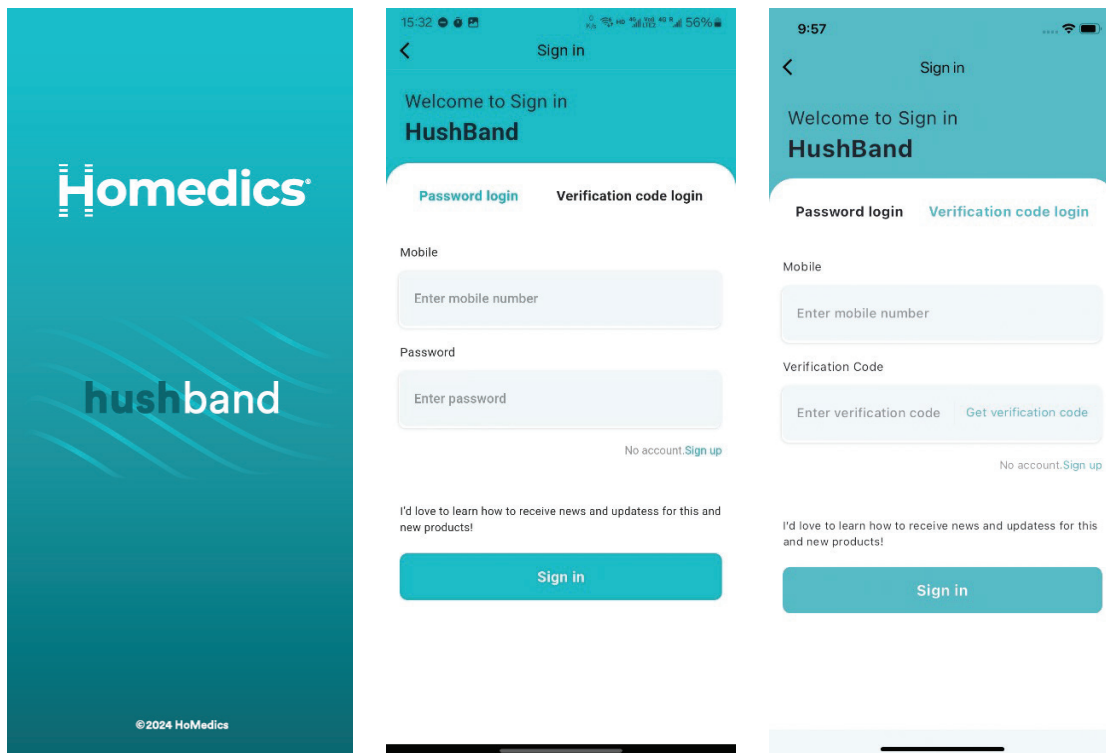 Homedics
hushband
©2024 HoMedics
15:32
56%
Sign in
Welcome to Sign in
HushBand
Password login Verification code login
Mobile
Enter mobile number
Password
Enter password
No account.Sign up
I'd love to learn how to receive news and updatess for this and
new products!
Sign in
9:57
Sign in
Welcome to Sign in
HushBand
Password login Verification code login
Mobile
Enter mobile number
Verification Code
Enter verification code Get verification code
No account.Sign up
I'd love to learn how to receive news and updatess for this
and new products!
Sign in